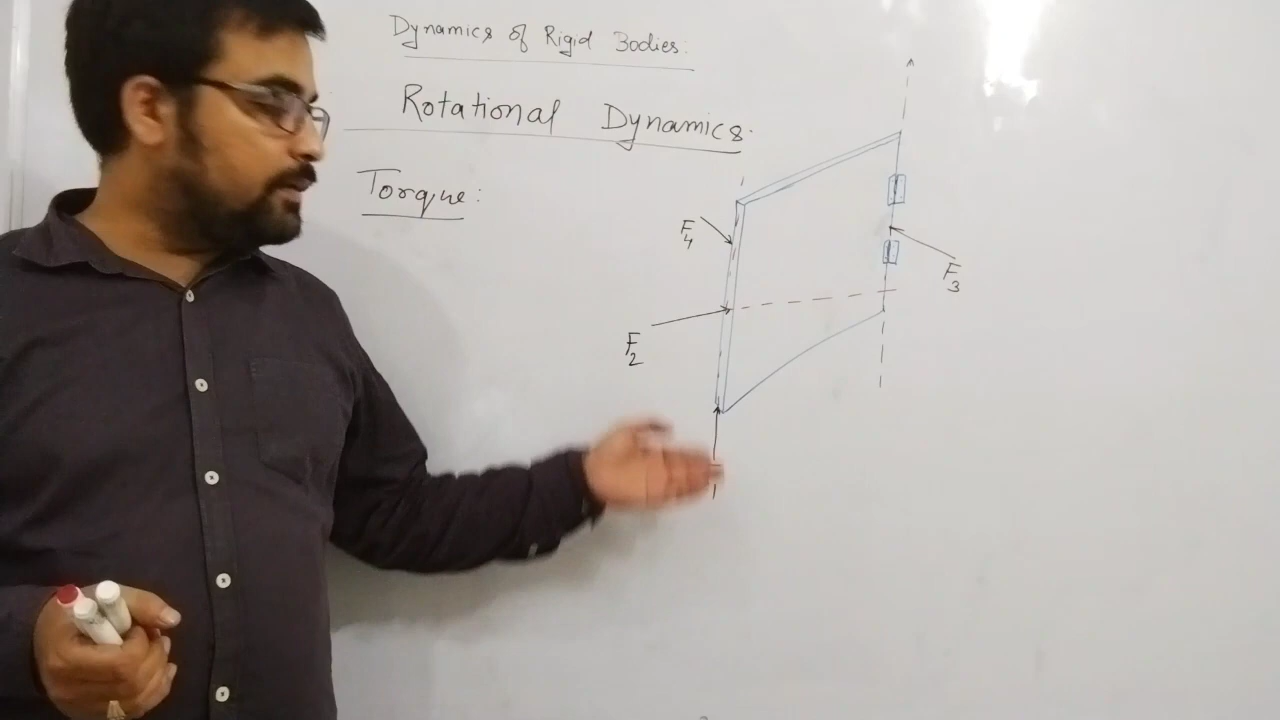 Dynamics of Rigid Bodies:
Rotational Dynamics.
Torque:
F4
F3
F2